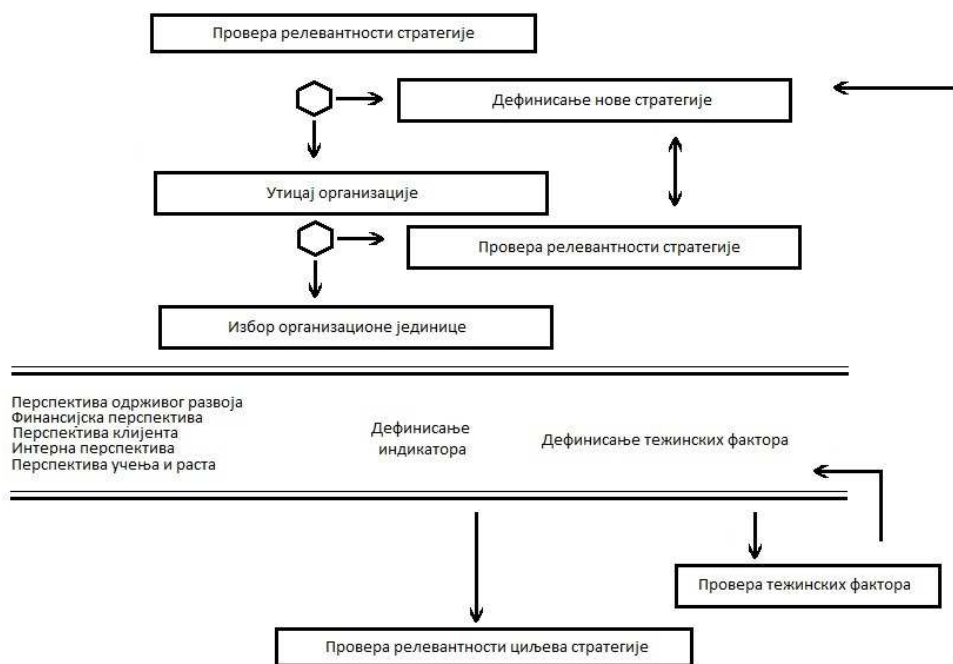 Провера релевантности стратегије
Дефинисање нове стратегије
Утицај организације
Провера релевантности стратегије
Избор организационе јединице
Перспектива одрживог развоја
Финансијска перспектива
Перспектива клијента
Интерна перспектива
Перспектива учења и раста
Дефинисање
индикатора
Дефинисање тежинских фактора
Провера тежинских фактора
Провера релевантности циљева стратегије